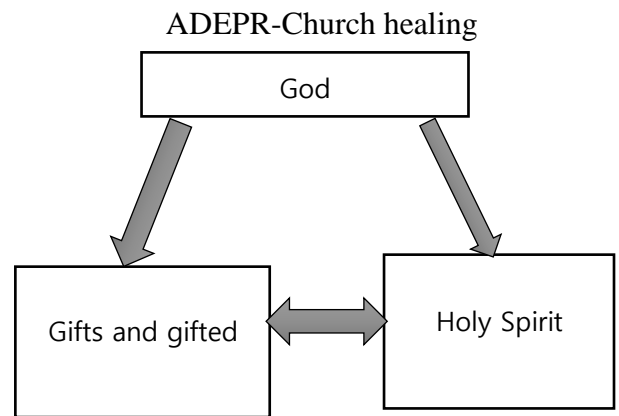 ADEPR-Church healing
God
Gifts and gifted
Holy Spirit